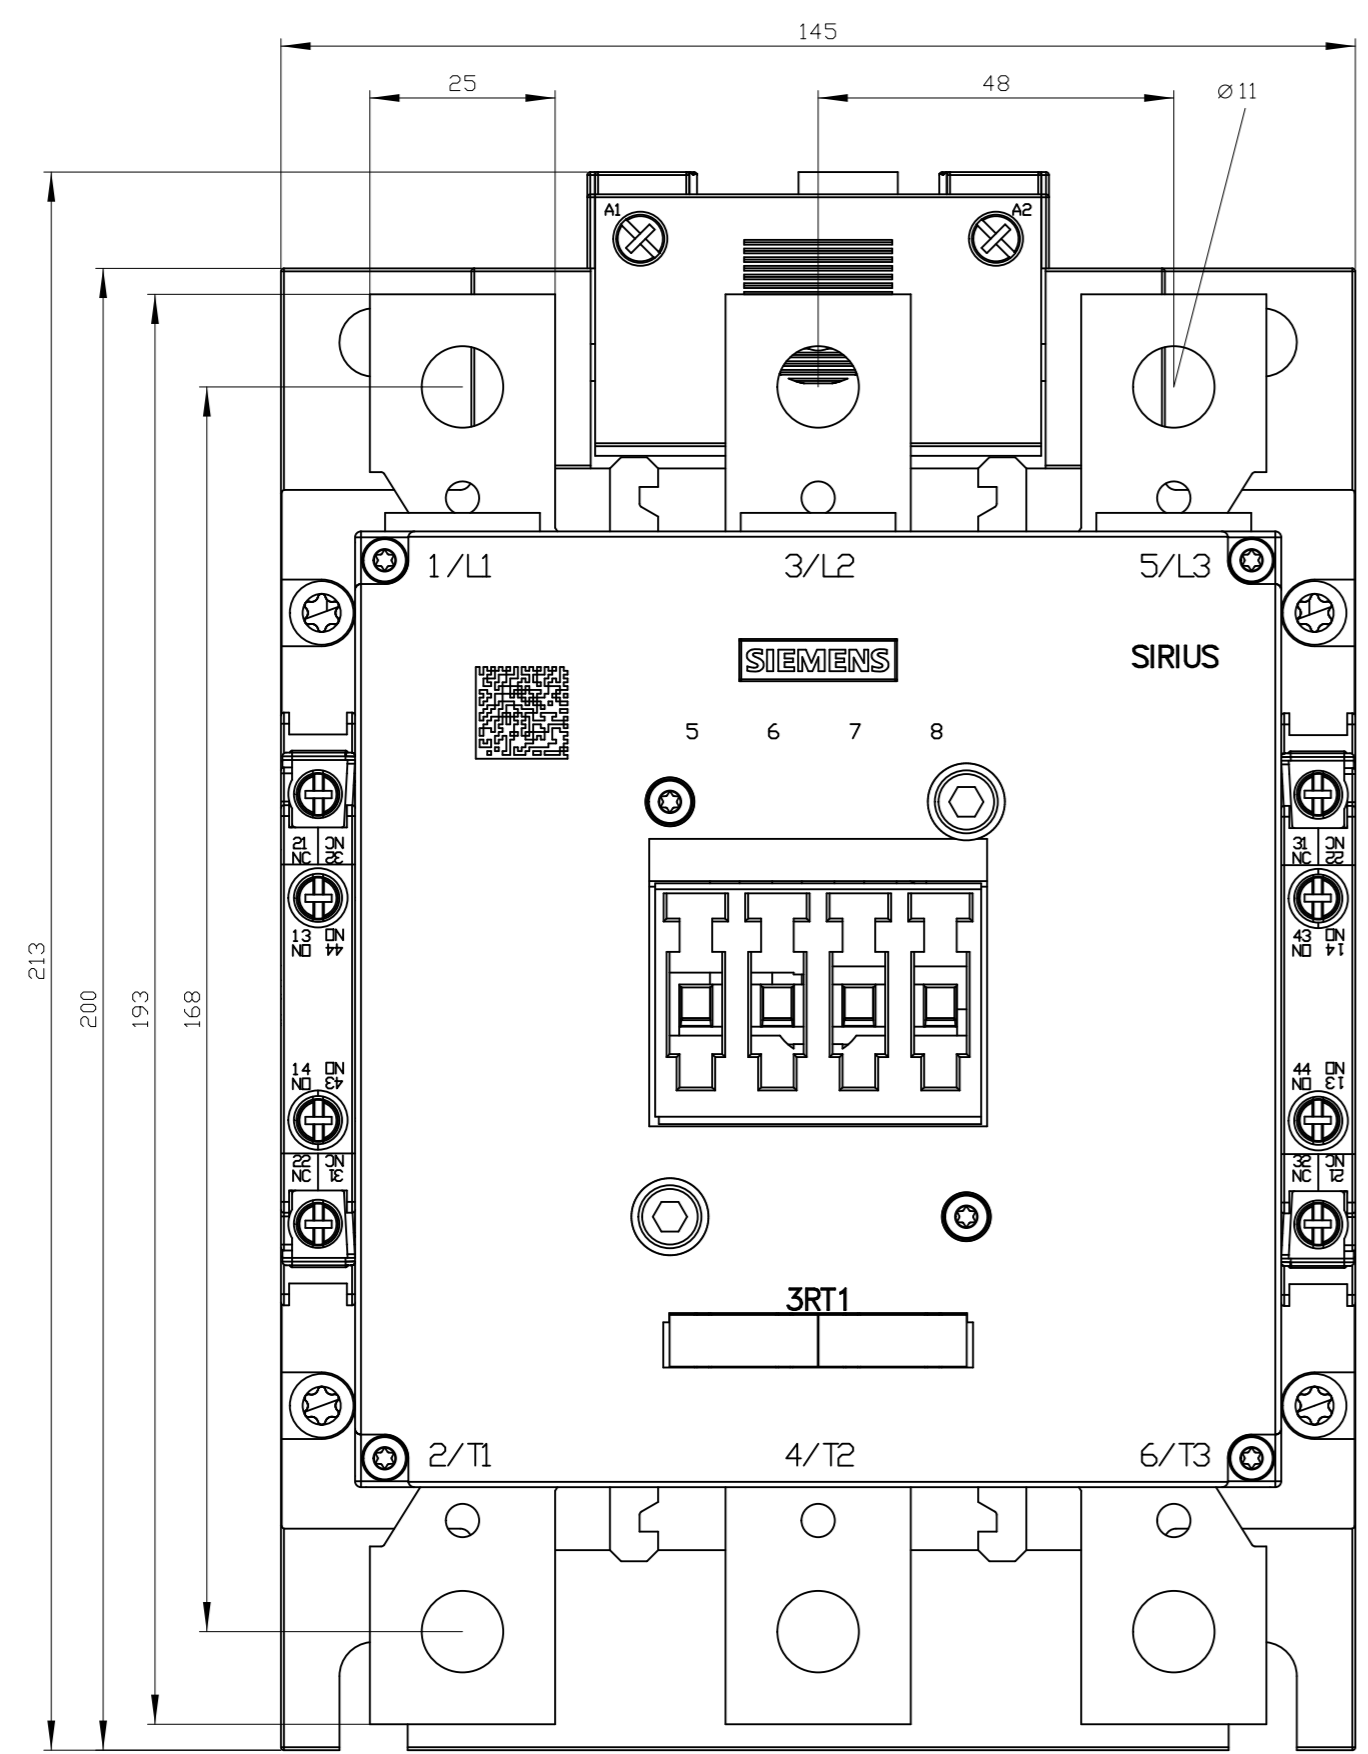 145
25 48 ⌀11
A1 A2
1/L1 3/L2 5/L3
SIEMENS SIRIUS
5 6 7 8
21 NC
NC 32
31 NC
NC 22
13 NO
NO 44
43 NO
NO 14
213
200
193
168
14 NO
NO 43
44 NO
NO 13
22 NC
NC 31
32 NC
NC 21
3RT1
2/T1 4/T2 6/T3